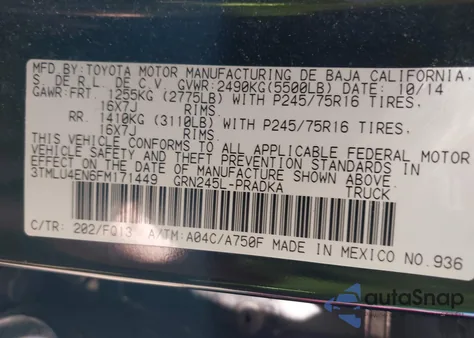 MFD.BY:TOYOTA MOTOR MANUFACTURING DE BAJA CALIFORNIA.
S. DE R.L. DE C.V. GVWR:2490KG(5500LB) DATE: 10/14
GAWR:FRT. 1255KG (2775LB) WITH P245/75R16 TIRES,
16X7J RIMS.
RR. 1410KG (3110LB) WITH P245/75R16 TIRES,
16X7J RIMS.
THIS VEHICLE CONFORMS TO ALL APPLICABLE FEDERAL MOTOR
VEHICLE SAFETY AND THEFT PREVENTION STANDARDS IN
EFFECT ON THE DATE OF MANUFACTURE SHOWN ABOVE.
3TMLU4EN6FM171449 GRN245L-PRADKA TRUCK
C/TR: 202/FQ13 A/TM:A04C/A750F MADE IN MEXICO NO.936
autoSnap